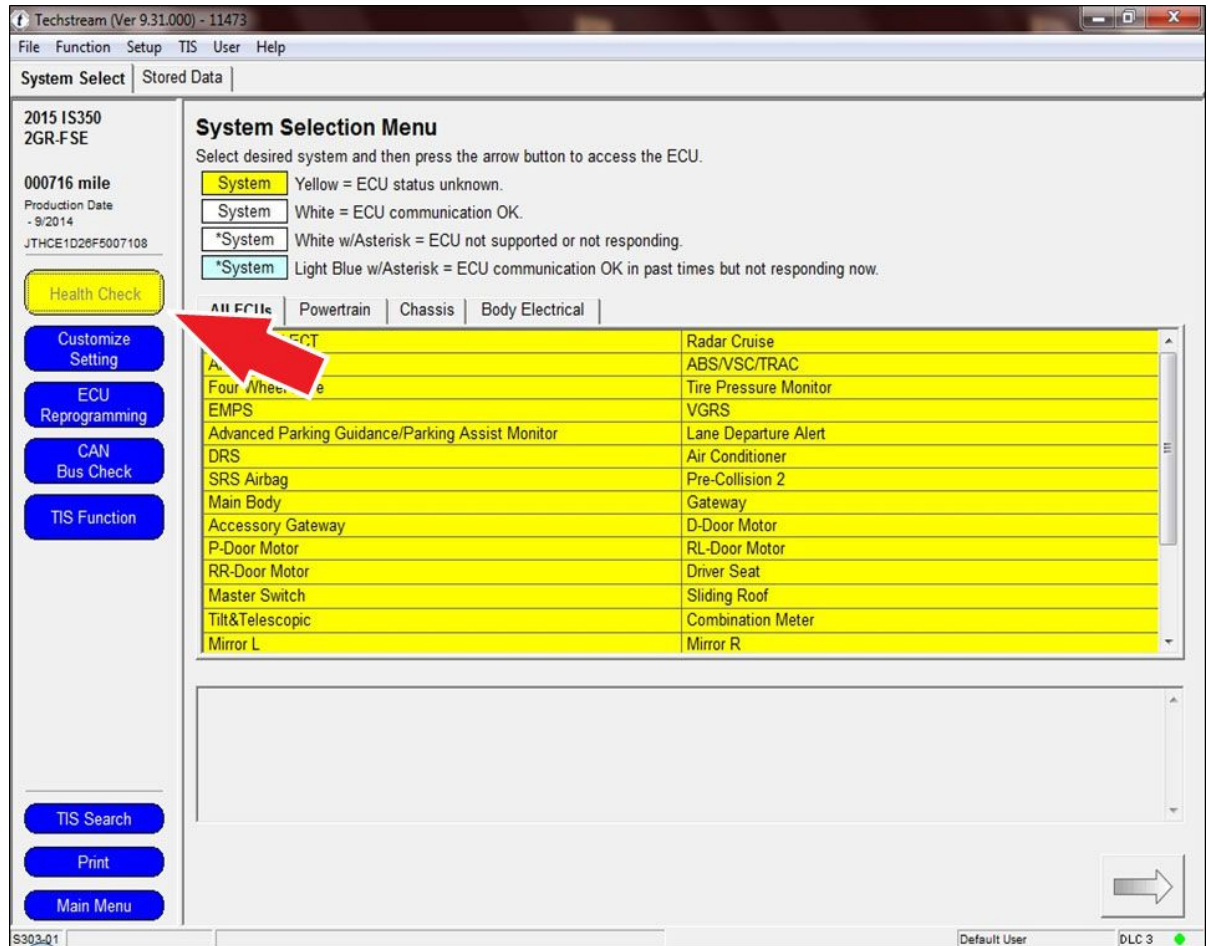 Techstream (Ver 9.31.000) - 11473
File Function Setup TIS User Help
System Select Stored Data
2015 IS350
2GR-FSE
000716 mile
Production Date
- 9/2014
JTHCE1D26F5007108
Health Check
Customize
Setting
ECU
Reprogramming
CAN
Bus Check
TIS Function
TIS Search
Print
Main Menu
System Selection Menu
Select desired system and then press the arrow button to access the ECU.
System Yellow = ECU status unknown.
System White = ECU communication OK.
*System White w/Asterisk = ECU not supported or not responding.
*System Light Blue w/Asterisk = ECU communication OK in past times but not responding now.
All ECUs Powertrain Chassis Body Electrical
ECT Radar Cruise
ABS/VSC/TRAC
Four Whee Tire Pressure Monitor
EMPS VGRS
Advanced Parking Guidance/Parking Assist Monitor Lane Departure Alert
DRS Air Conditioner
SRS Airbag Pre-Collision 2
Main Body Gateway
Accessory Gateway D-Door Motor
P-Door Motor RL-Door Motor
RR-Door Motor Driver Seat
Master Switch Sliding Roof
Tilt&Telescopic Combination Meter
Mirror L Mirror R
S303-01 Default User DLC 3